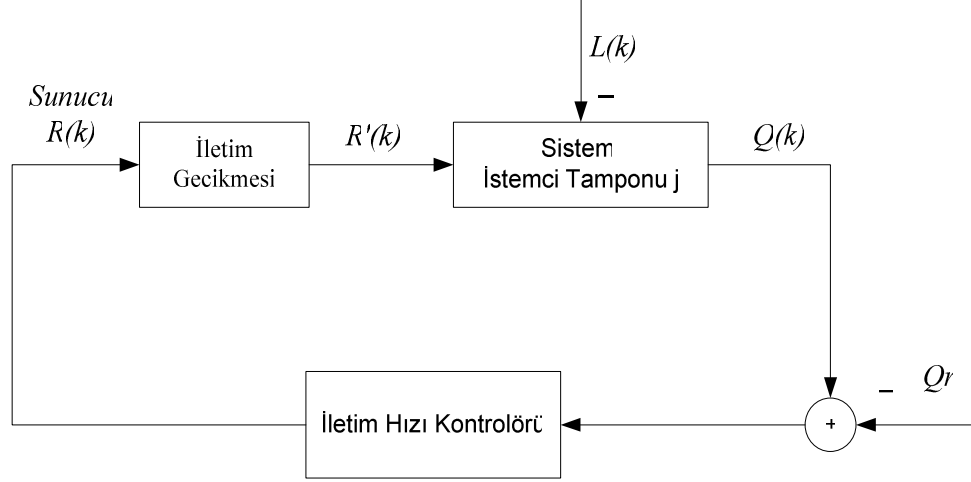 L(k)
–
Sunucu
R(k)
İletim
Gecikmesi
R'(k)
Sistem
İstemci Tamponu j
Q(k)
İletim Hızı Kontrolörü
+
–
Qr